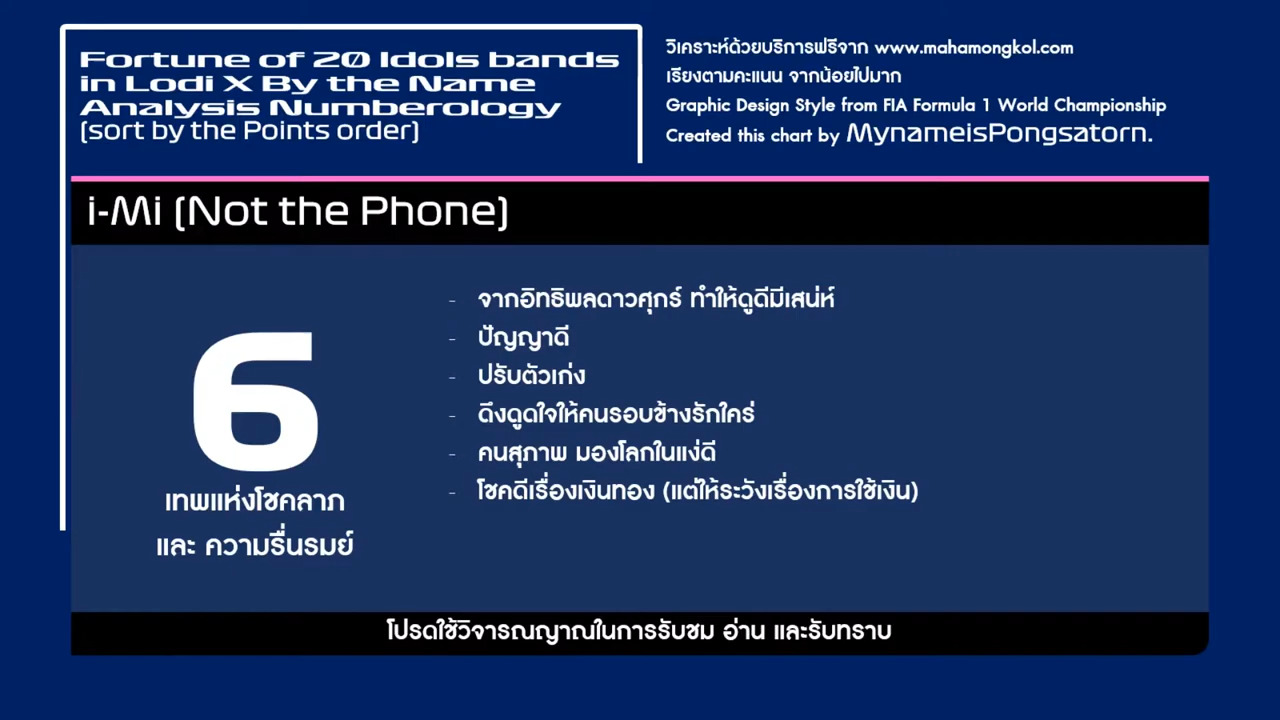 Fortune of 20 Idols bands
in Lodi X By the Name
Analysis Numberology
(sort by the Points order)
วิเคราะห์ด้วยบริการฟรีจาก www.mahamongkol.com
เรียงตามคะแนน จากน้อยไปมาก
Graphic Design Style from FIA Formula 1 World Championship
Created this chart by MynameisPongsatorn.
i-Mi (Not the Phone)
6
เทพแห่งโชคลาภ
และ ความรื่นรมย์
- จากอิทธิพลดาวศุกร์ ทำให้ดูดีมีเสน่ห์
- ปัญญาดี
- ปรับตัวเก่ง
- ดึงดูดใจให้คนรอบข้างรักใคร่
- คนสุภาพ มองโลกในแง่ดี
- โชคดีเรื่องเงินทอง (แต่ให้ระวังเรื่องการใช้เงิน)
โปรดใช้วิจารณญาณในการรับชม อ่าน และรับทราบ